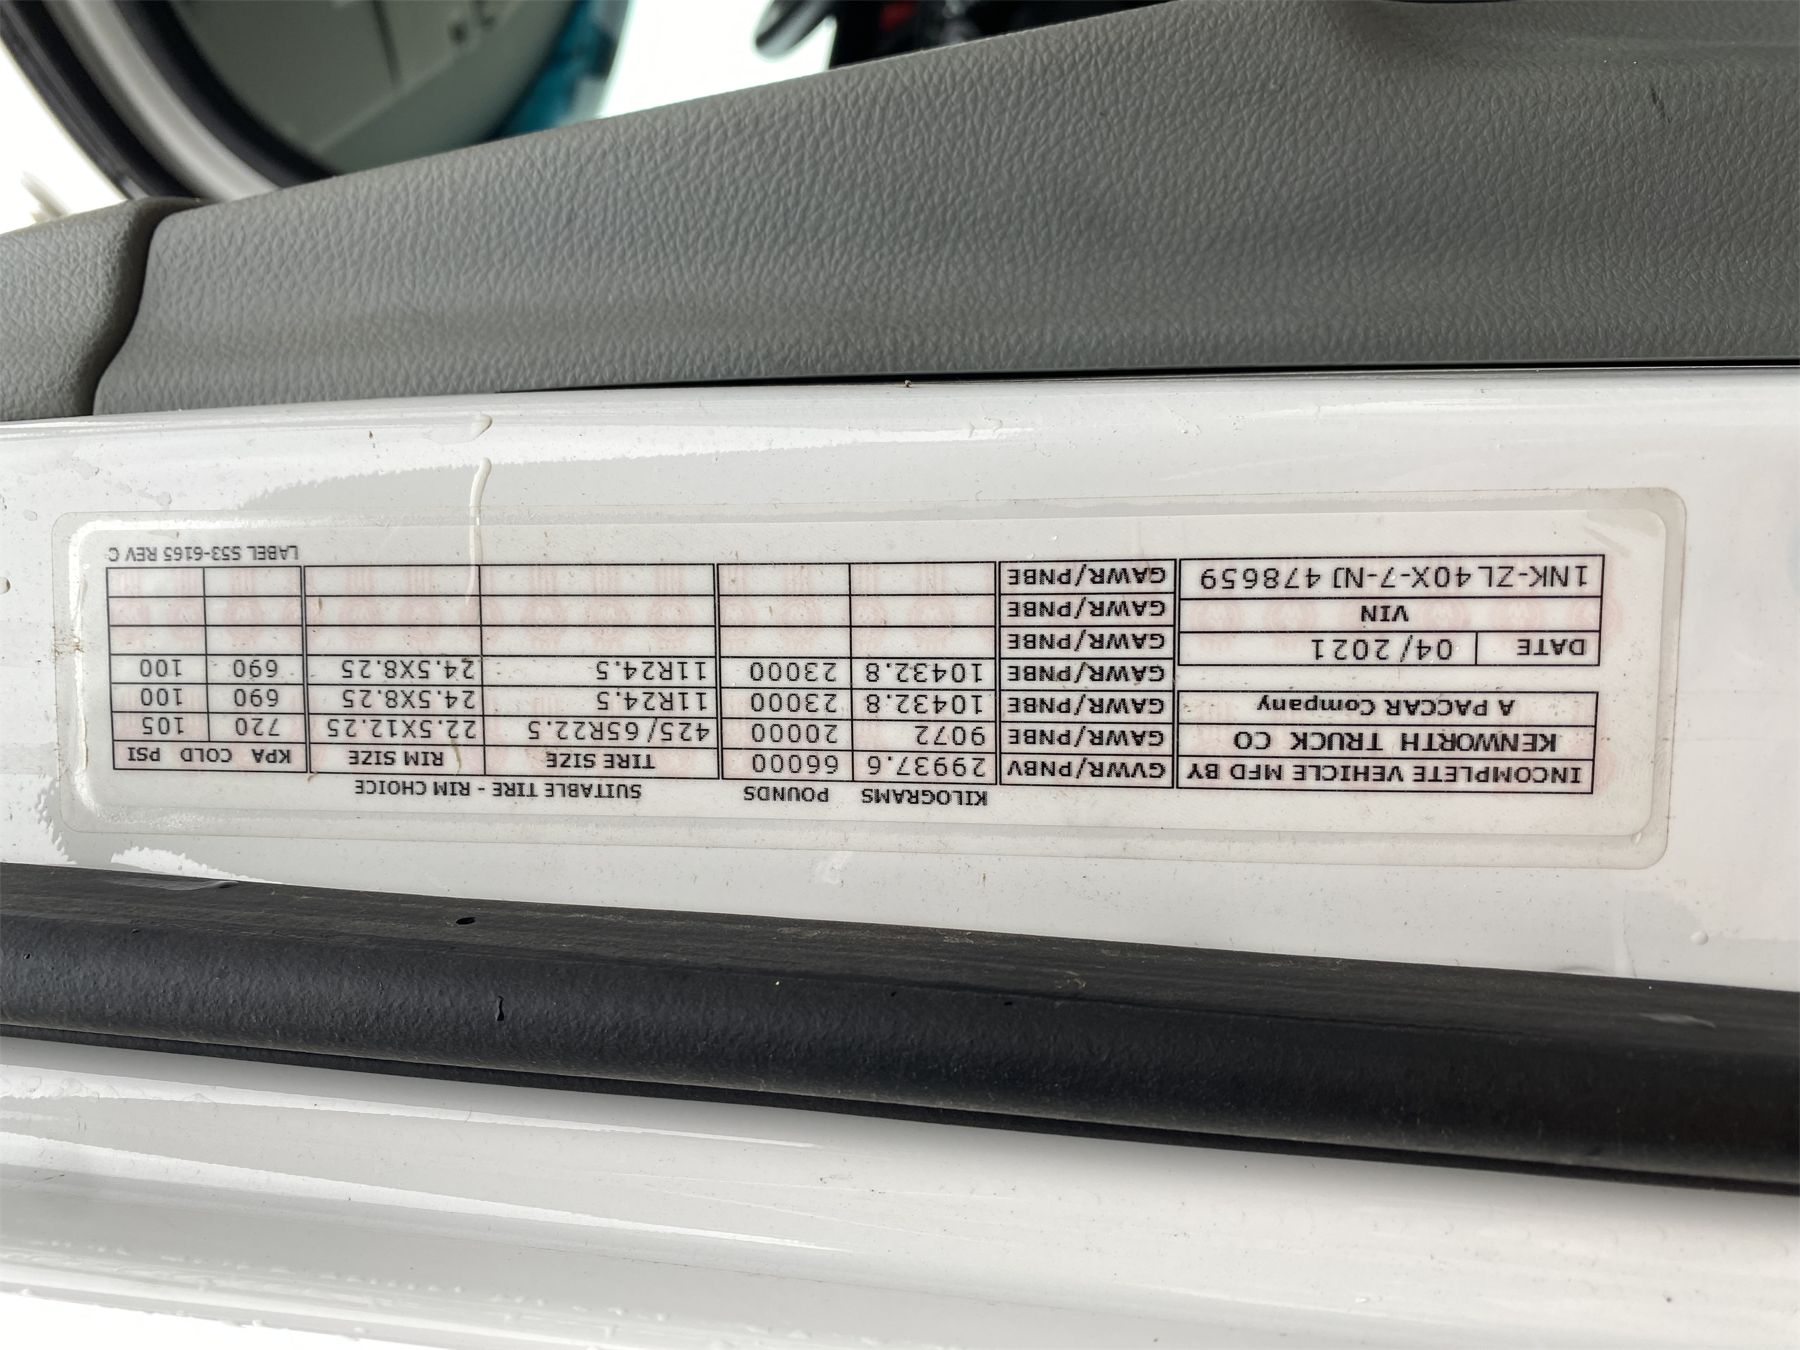 KILOGRAMS POUNDS SUITABLE TIRE - RIM CHOICE
INCOMPLETE VEHICLE MFD BY GVWR/PNBV 29937.6 66000 TIRE SIZE RIM SIZE KPA COLD PSI
KENWORTH TRUCK CO GAWR/PNBE 9072 20000 425/65R22.5 22.5X12.25 720 105
A PACCAR Company GAWR/PNBE 10432.8 23000 11R24.5 24.5X8.25 690 100
GAWR/PNBE 10432.8 23000 11R24.5 24.5X8.25 690 100
DATE 04/2021 GAWR/PNBE
VIN GAWR/PNBE
1NK-ZL40X-7-NJ478659 GAWR/PNBE
LABEL S53-6165 REV C